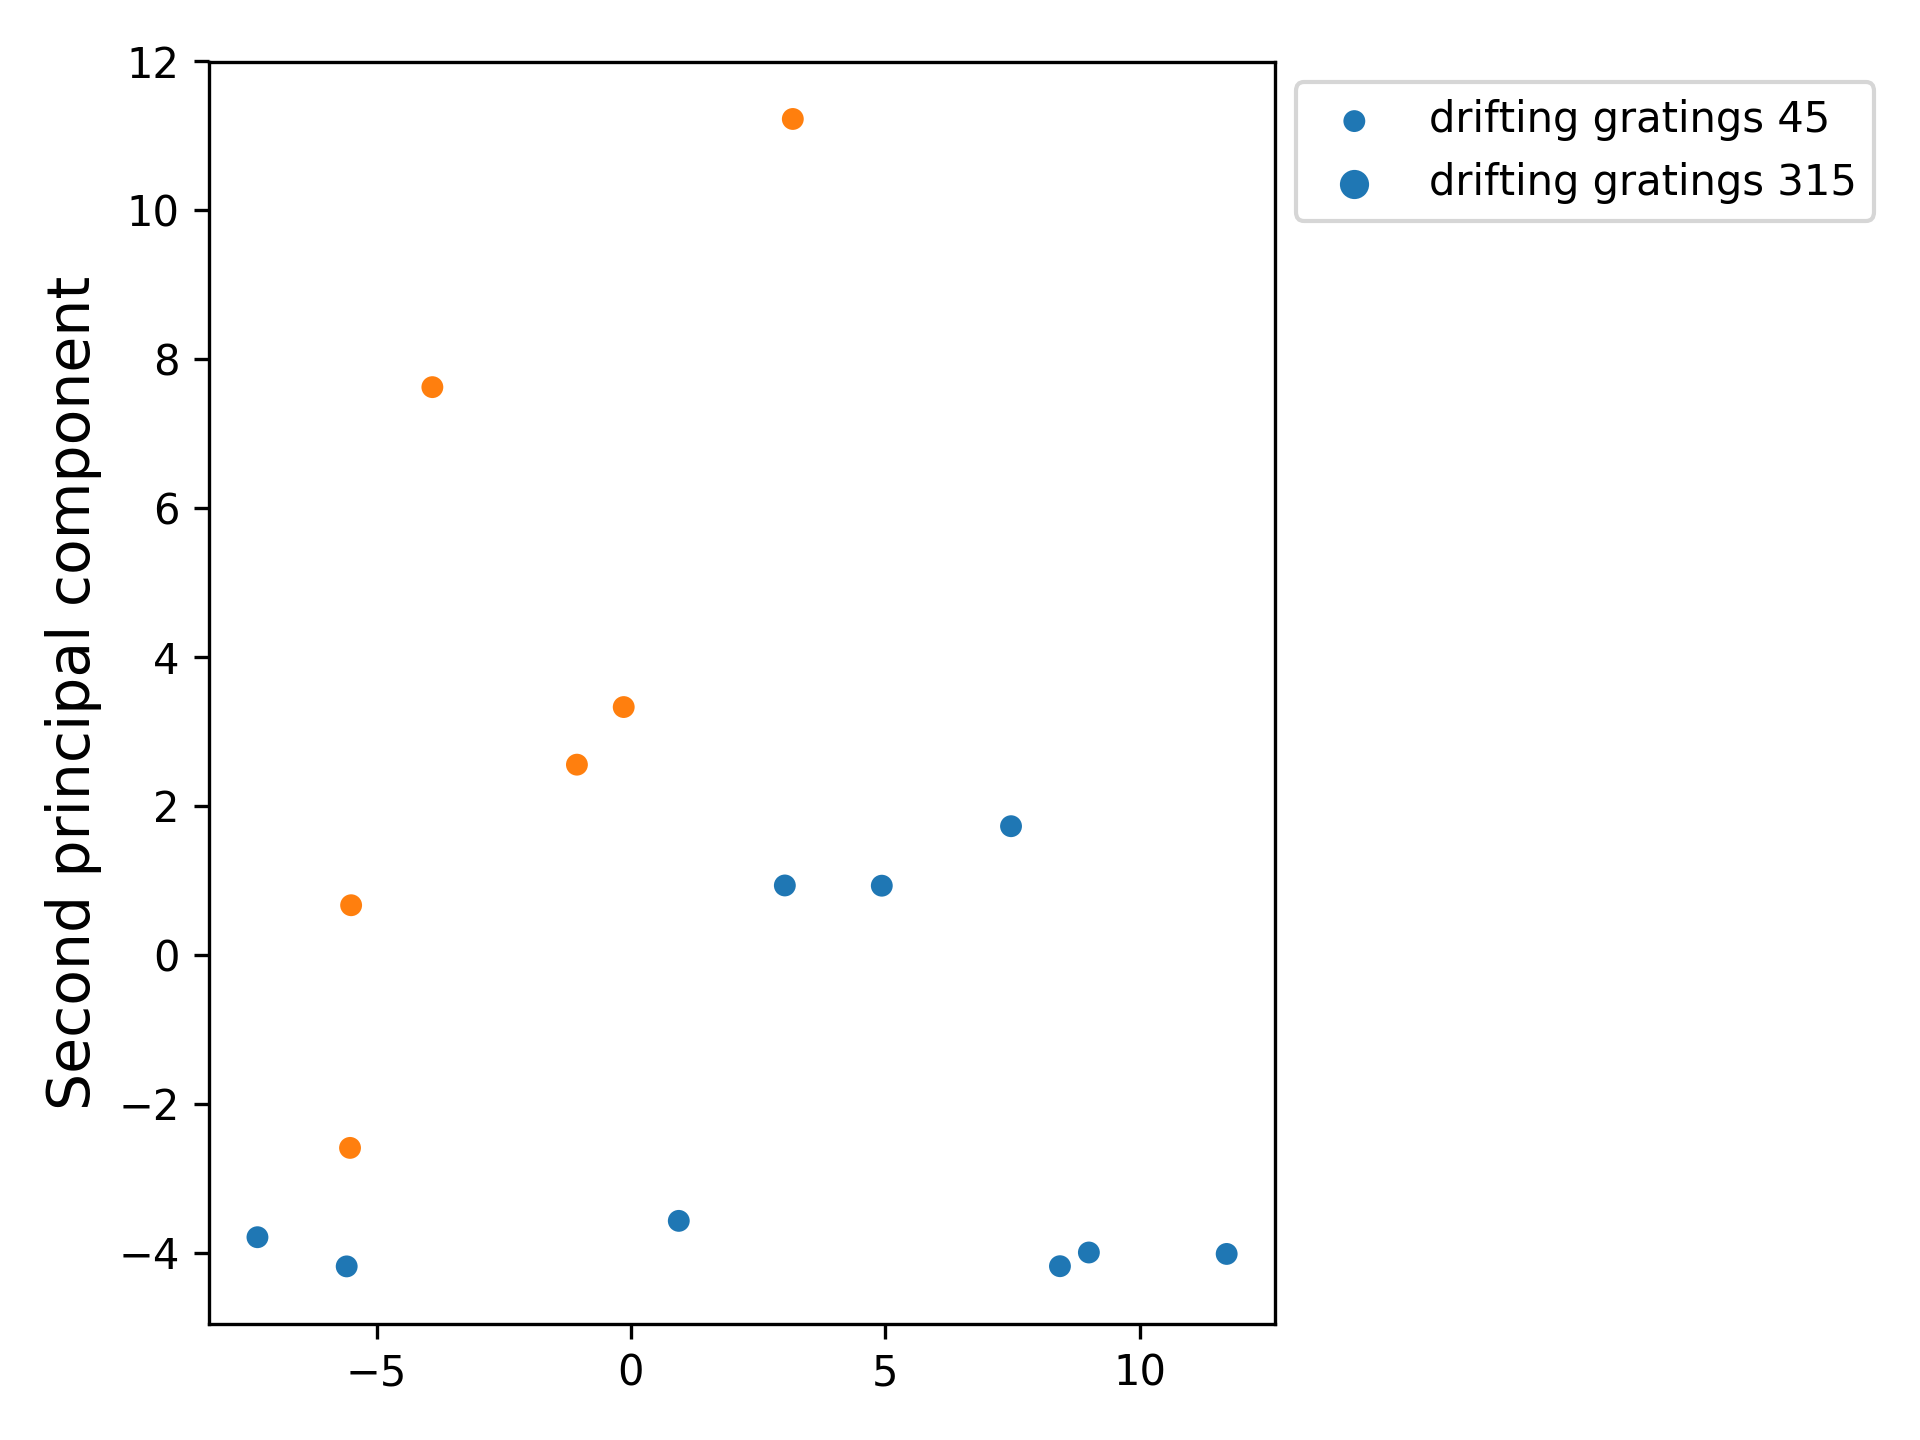 12
10
8
6
4
2
0
−2
−4
Second principal component
−5 0 5 10
drifting gratings 45
drifting gratings 315